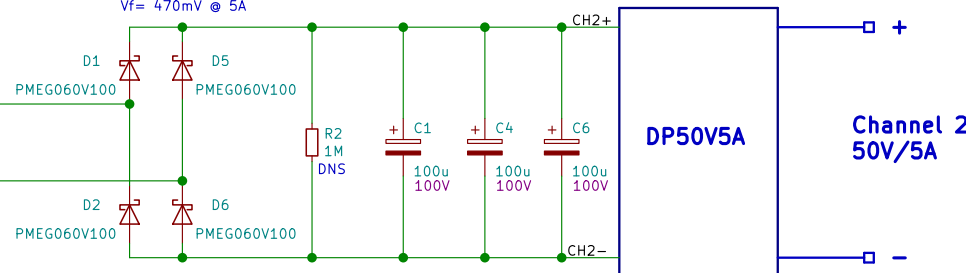 Vf= 470mV @ 5A
CH2+
+
D1
D5
PMEG060V100
PMEG060V100
+
+
+
C1
C4
C6
R2
1M
DNS
DP50V5A
Channel 2
50V/5A
100u
100u
100u
100V
100V
100V
D2
D6
PMEG060V100
PMEG060V100
CH2-
-